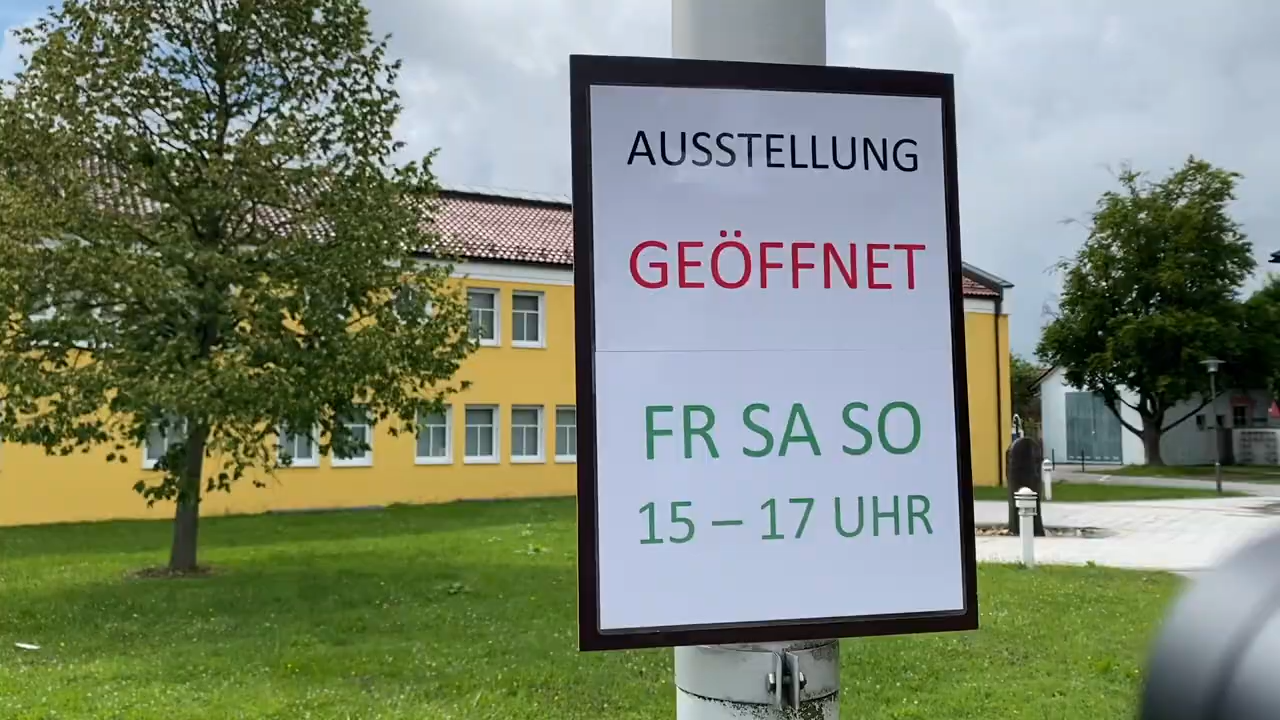 AUSSTELLUNG
GEÖFFNET
FR SA SO
15 – 17 UHR